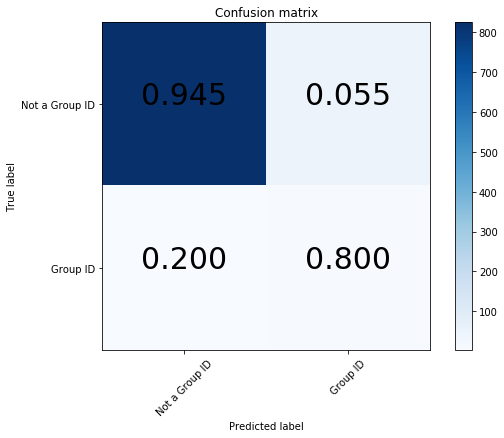 Confusion matrix
Not a Group ID
0.945
0.055
Group ID
0.200
0.800
True label
Not a Group ID
Group ID
Predicted label
800
700
600
500
400
300
200
100